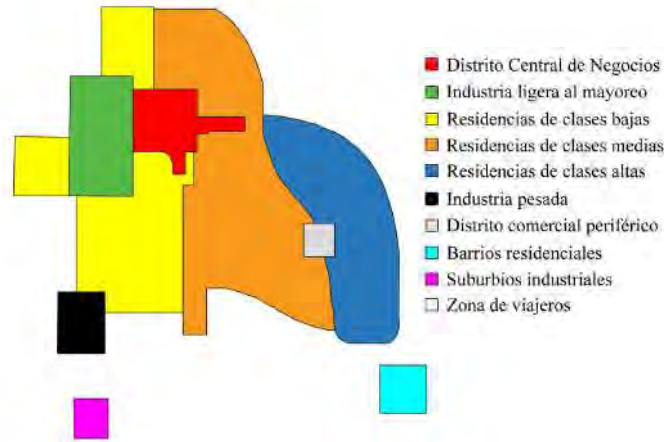 Distrito Central de Negocios
Industria ligera al mayoreo
Residencias de clases bajas
Residencias de clases medias
Residencias de clases altas
Industria pesada
Distrito comercial periférico
Barrios residenciales
Suburbios industriales
Zona de viajeros